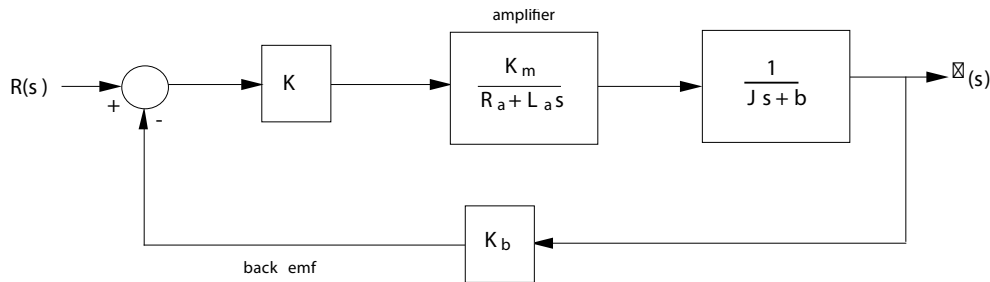 amplifier
R(s)
+
-
K
K m
R a + L a s
1
J s + b
(s)
K b
back emf